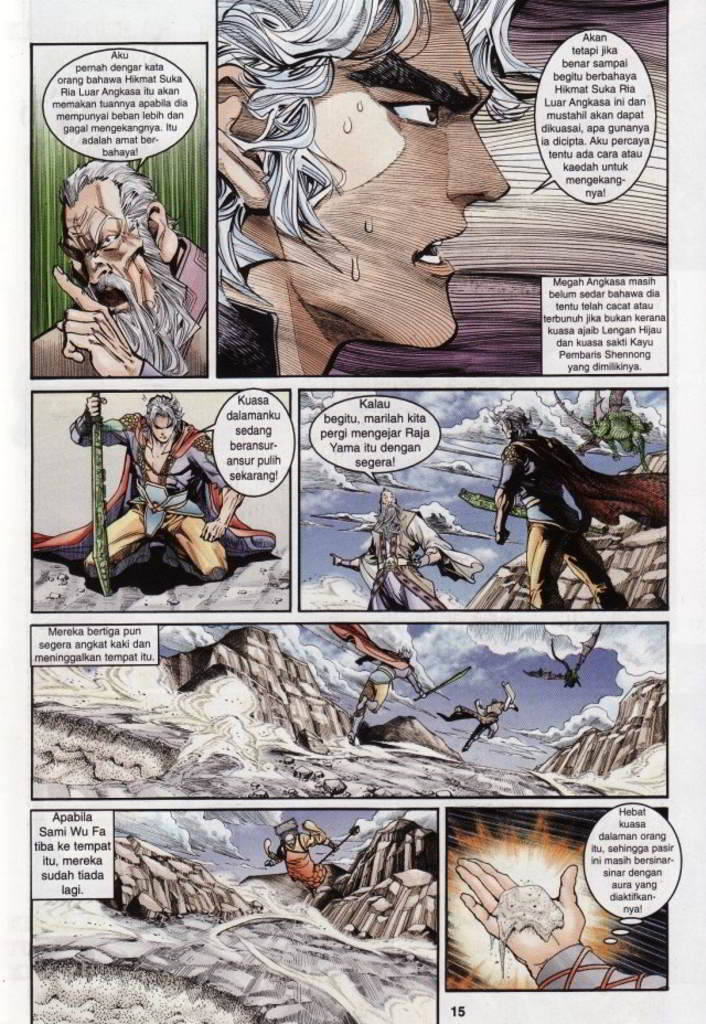 Aku
pernah dengar kata
orang bahawa Hikmat Suka
Ria Luar Angkasa itu akan
memakan tuannya apabila dia
mempunyai beban lebih dan
gagal mengekangnya. Itu
adalah amat ber-
bahaya!
Akan
tetapi jika
benar sampai
begitu berbahaya
Hikmat Suka Ria
Luar Angkasa ini dan
mustahil akan dapat
dikuasai, apa gunanya
ia dicipta. Aku percaya
tentu ada cara atau
kaedah untuk
mengekang-
nya!
Megah Angkasa masih
belum sedar bahawa dia
tentu telah cacat atau
terbunuh jika bukan kerana
kuasa ajaib Lengan Hijau
dan kuasa sakti Kayu
Pembaris Shennong
yang dimilikinya.
Kuasa
dalamanku
sedang
beransur-
ansur pulih
sekarang!
Kalau
begitu, marilah kita
pergi mengejar Raja
Yama itu dengan
segera!
Mereka bertiga pun
segera angkat kaki dan
meninggalkan tempat itu.
Apabila
Sami Wu Fa
tiba ke tempat
itu, mereka
sudah tiada
lagi.
Hebat
kuasa
dalaman orang
itu, sehingga pasir
ini masih bersinar-
sinar dengan
aura yang
diaktifkan-
nya!
15